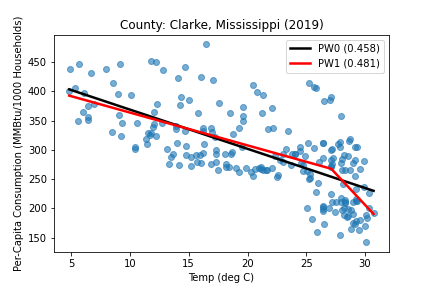 County: Clarke, Mississippi (2019)
Per-Capita Consumption (MMBtu/1000 Households)
450
400
350
300
250
200
150
PW0 (0.458)
PW1 (0.481)
5
10
15
20
25
30
Temp (deg C)